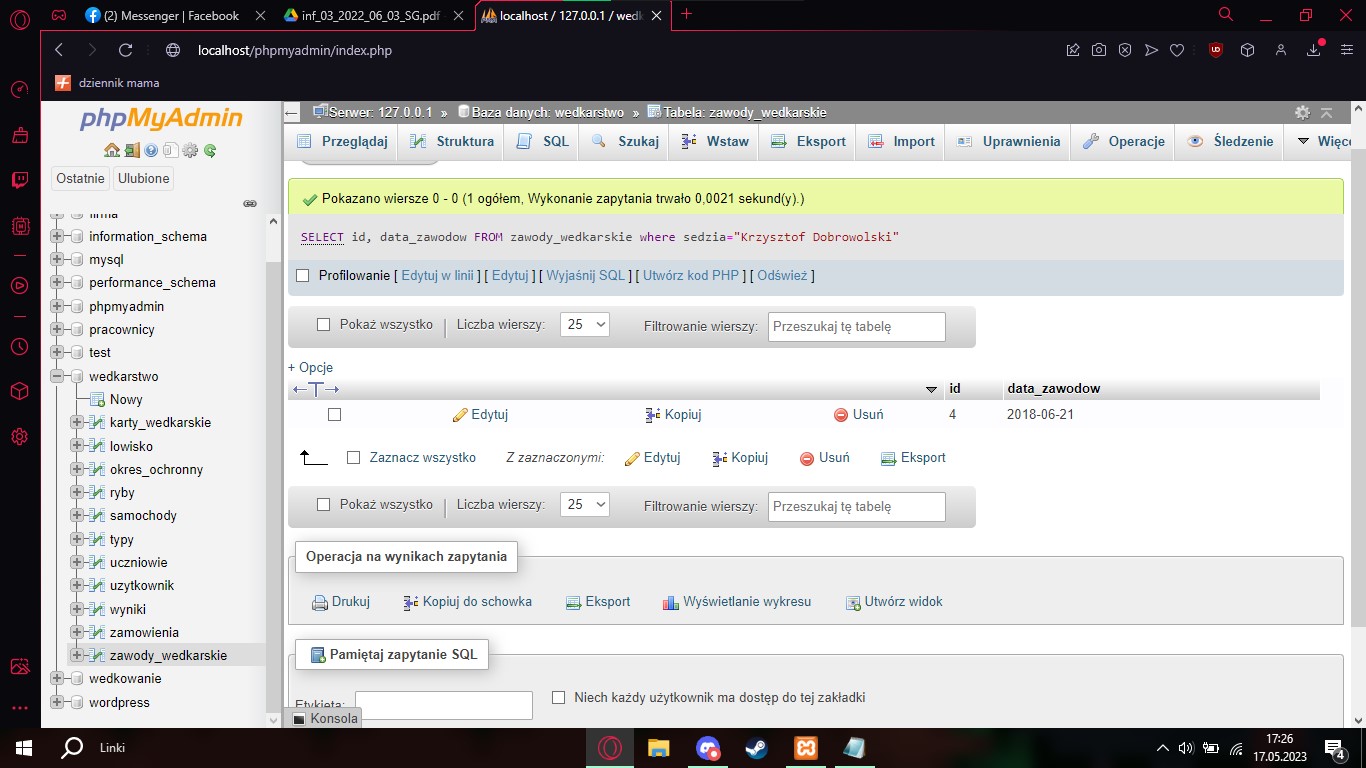 (2) Messenger | Facebook
inf_03_2022_06_03_SG.pdf
localhost / 127.0.0.1 / wedk
localhost/phpmyadmin/index.php
dziennik mama
phpMyAdmin
Ostatnie
Ulubione
firma
information_schema
mysql
performance_schema
phpmyadmin
pracownicy
test
wedkarstwo
Nowy
karty_wedkarskie
lowisko
okres_ochronny
ryby
samochody
typy
uczniowie
uzytkownik
wyniki
zamowienia
zawody_wedkarskie
wedkowanie
wordpress
Serwer: 127.0.0.1 » Baza danych: wedkarstwo » Tabela: zawody_wedkarskie
Przeglądaj Struktura SQL Szukaj Wstaw Eksport Import Uprawnienia Operacje Śledzenie Więce
Pokazano wiersze 0 - 0 (1 ogółem, Wykonanie zapytania trwało 0,0021 sekund(y).)
SELECT id, data_zawodow FROM zawody_wedkarskie where sedzia="Krzysztof Dobrowolski"
Profilowanie [ Edytuj w linii ] [ Edytuj ] [ Wyjaśnij SQL ] [ Utwórz kod PHP ] [ Odśwież ]
Pokaż wszystko | Liczba wierszy: 25 Filtrowanie wierszy: Przeszukaj tę tabelę
+ Opcje
id data_zawodow
Edytuj Kopiuj Usuń 4 2018-06-21
Zaznacz wszystko Z zaznaczonymi: Edytuj Kopiuj Usuń Eksport
Pokaż wszystko | Liczba wierszy: 25 Filtrowanie wierszy: Przeszukaj tę tabelę
Operacja na wynikach zapytania
Drukuj Kopiuj do schowka Eksport Wyświetlanie wykresu Utwórz widok
Pamiętaj zapytanie SQL
Etykieta: Niech każdy użytkownik ma dostęp do tej zakładki
Konsola
Linki
17:26
17.05.2023
4